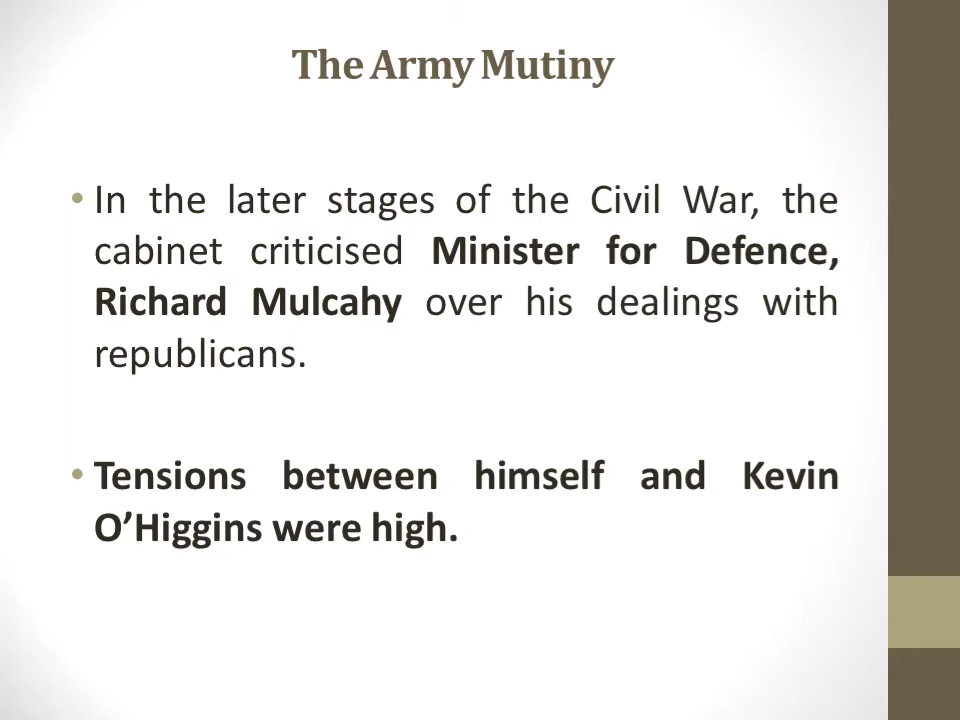 The Army Mutiny
• In the later stages of the Civil War, the
cabinet criticised Minister for Defence,
Richard Mulcahy over his dealings with
republicans.
• Tensions between himself and Kevin
O’Higgins were high.